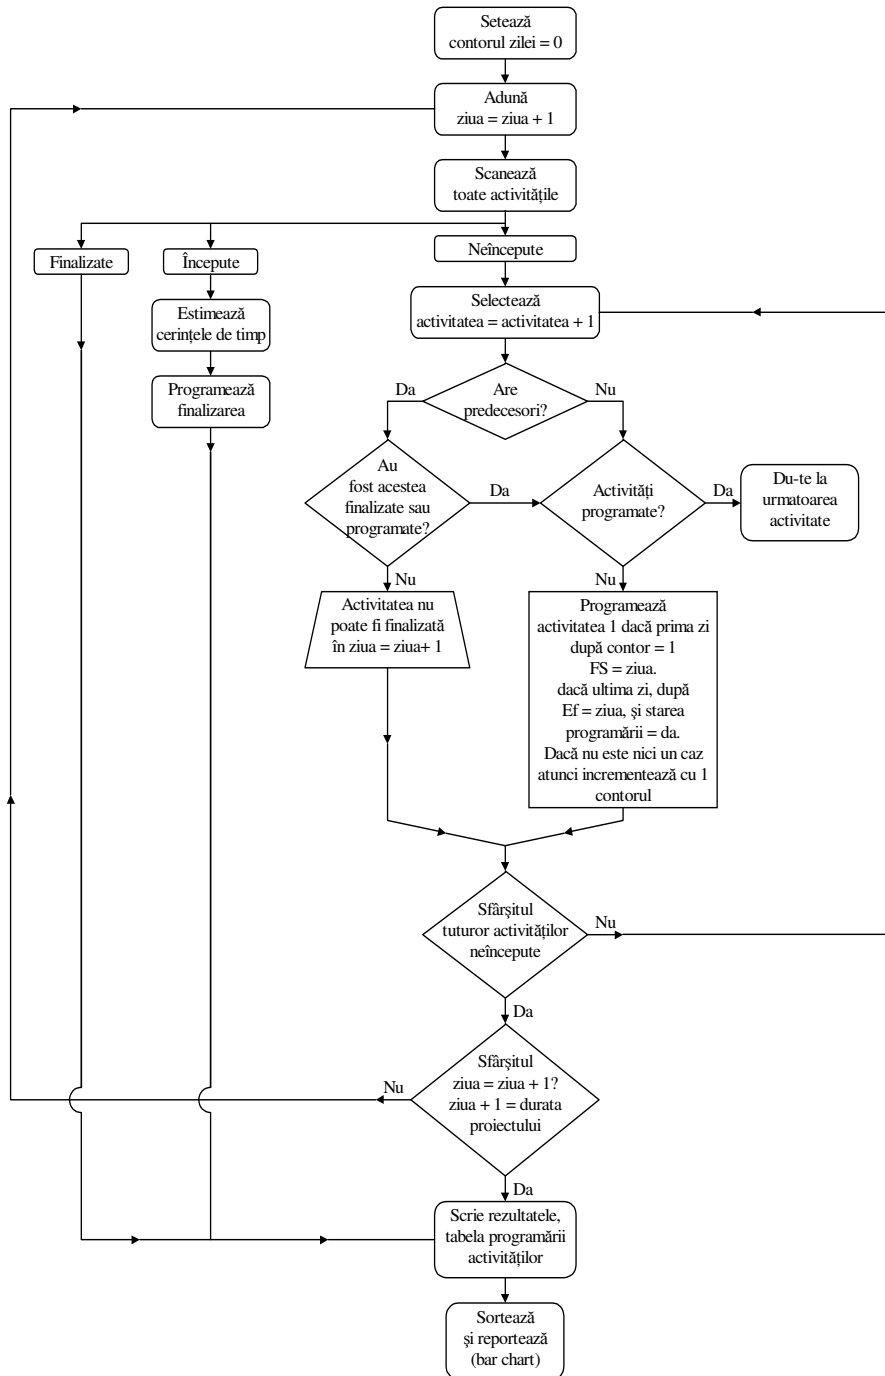 Setează
contorul zilei = 0
Adună
ziua = ziua + 1
Scanează
toate activitățile
Finalizate
Începute
Neîncepute
Estimează
cerințele de timp
Programează
finalizarea
Selectează
activitatea = activitatea + 1
Da
Are
predecesori?
Nu
Au
fost acestea
finalizate sau
programate?
Da
Activități
programate?
Da
Du-te la
urmatoarea
activitate
Nu
Activitatea nu
poate fi finalizată
în ziua = ziua+ 1
Nu
Programează
activitatea 1 dacă prima zi
după contor = 1
FS = ziua.
dacă ultima zi, după
Ef = ziua, şi starea
programării = da.
Dacă nu este nici un caz
atunci incrementează cu 1
contorul
Sfârşitul
tuturor activităților
neîncepute
Nu
Da
Sfârşitul
ziua = ziua + 1?
ziua + 1 = durata
proiectului
Nu
Da
Scrie rezultatele,
tabela programării
activităților
Sortează
şi reportează
(bar chart)